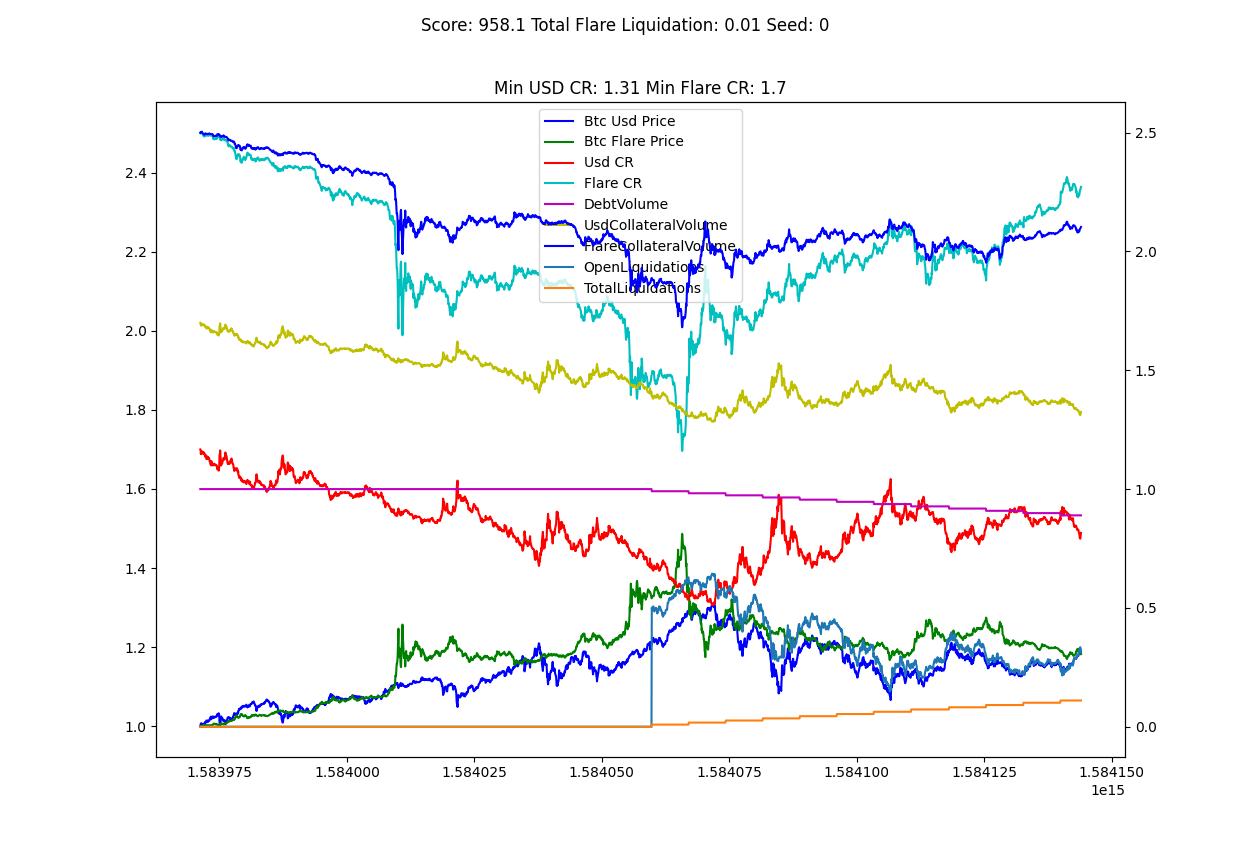 Score: 958.1 Total Flare Liquidation: 0.01 Seed: 0
Min USD CR: 1.31 Min Flare CR: 1.7
Btc Usd Price
Btc Flare Price
Usd CR
Flare CR
DebtVolume
UsdCollateralVolume
FlareCollateralVolume
OpenLiquidations
TotalLiquidations
2.4
2.2
2.0
1.8
1.6
1.4
1.2
1.0
2.5
2.0
1.5
1.0
0.5
0.0
1.583975 1.584000 1.584025 1.584050 1.584075 1.584100 1.584125 1.584150
1e15